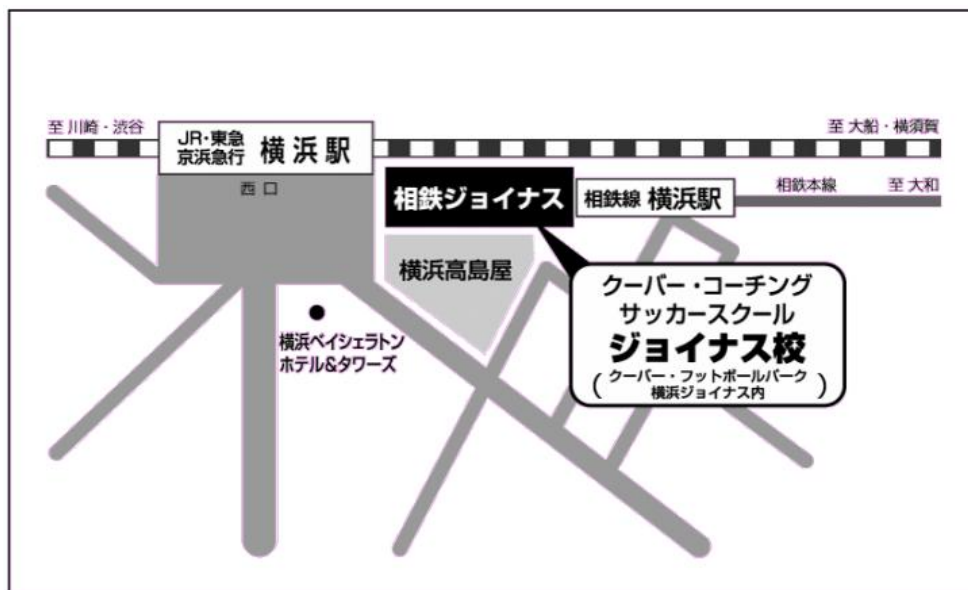 至 川崎・渋谷
JR・東急
京浜急行
横浜駅
至 大船・横須賀
西口
相鉄ジョイナス
相鉄線 横浜駅
相鉄本線
至 大和
横浜高島屋
横浜ベイシェラトン
ホテル&タワーズ
クーバー・コーチング
サッカースクール
ジョイナス校
(クーバー・フットボールパーク
横浜ジョイナス内)